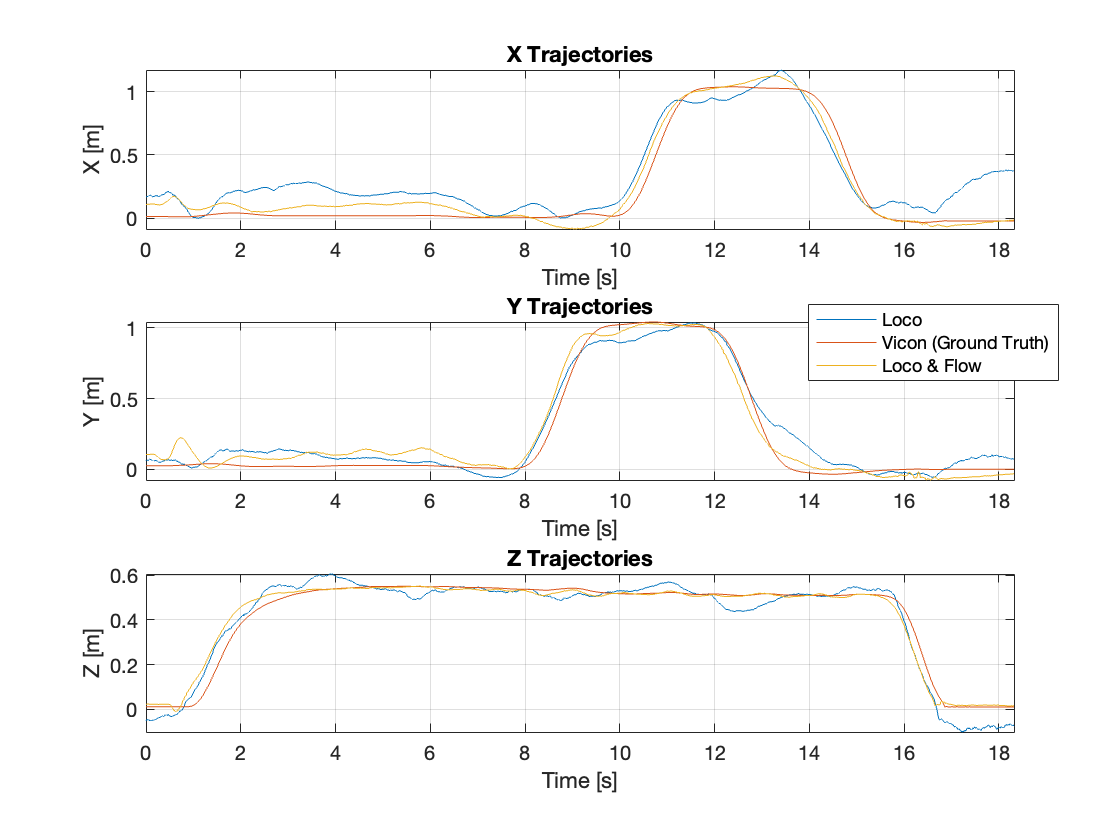 X Trajectories
X [m]
1
0.5
0
0 2 4 6 8 10 12 14 16 18
Time [s]
Y Trajectories
Loco
Vicon (Ground Truth)
Loco & Flow
Y [m]
1
0.5
0
0 2 4 6 8 10 12 14 16 18
Time [s]
Z Trajectories
Z [m]
0.6
0.4
0.2
0
0 2 4 6 8 10 12 14 16 18
Time [s]